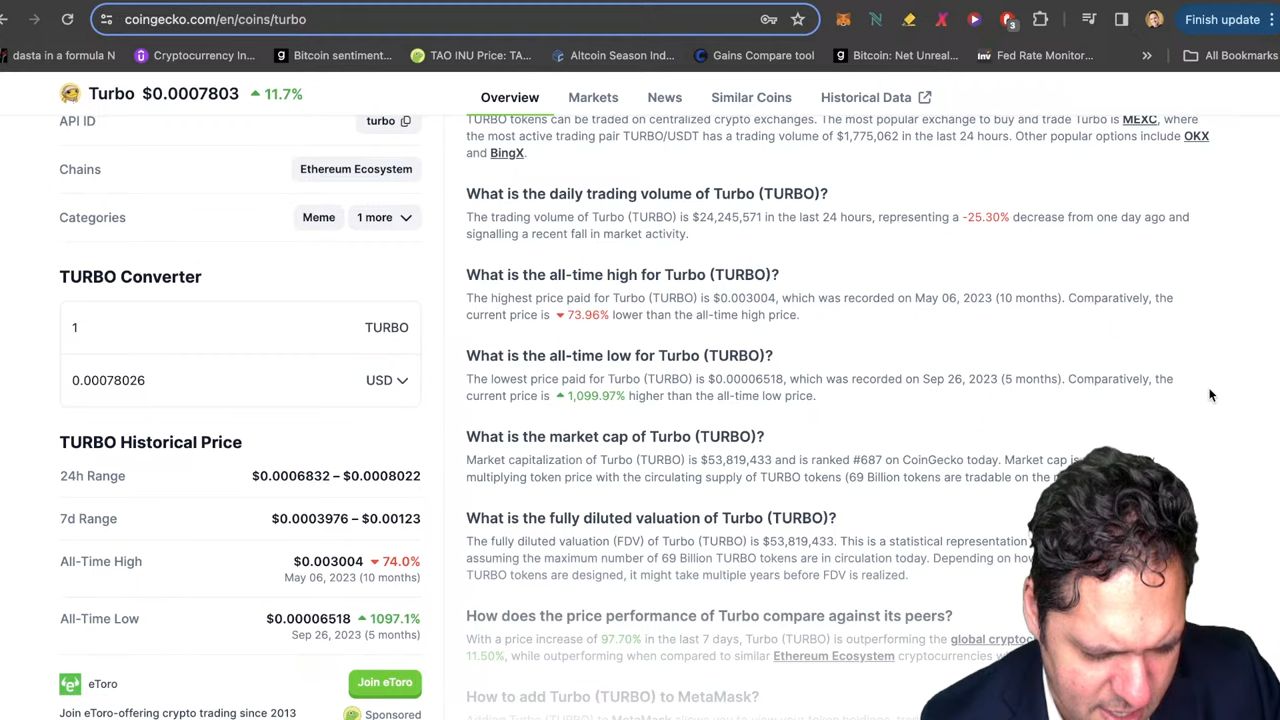 coingecko.com/en/coins/turbo
3
Finish update
dasta in a formula N
Cryptocurrency In...
Bitcoin sentiment...
TAO INU Price: TA...
Altcoin Season Ind...
Gains Compare tool
Bitcoin: Net Unreal...
Inv
Fed Rate Monitor...
»
All Bookmarks
Turbo $0.0007803 11.7%
Overview
Markets
News
Similar Coins
Historical Data
API ID
turbo
Chains
Ethereum Ecosystem
Categories
Meme
1 more
TURBO Converter
1
TURBO
0.00078026
USD
TURBO Historical Price
24h Range
$0.0006832 – $0.0008022
7d Range
$0.0003976 – $0.00123
All-Time High
$0.003004 74.0%
May 06, 2023 (10 months)
All-Time Low
$0.00006518 1097.1%
Sep 26, 2023 (5 months)
eToro
Join eToro
Join eToro-offering crypto trading since 2013
Sponsored
TURBO tokens can be traded on centralized crypto exchanges. The most popular exchange to buy and trade Turbo is MEXC, where
the most active trading pair TURBO/USDT has a trading volume of $1,775,062 in the last 24 hours. Other popular options include OKX
and BingX.
What is the daily trading volume of Turbo (TURBO)?
The trading volume of Turbo (TURBO) is $24,245,571 in the last 24 hours, representing a -25.30% decrease from one day ago and
signalling a recent fall in market activity.
What is the all-time high for Turbo (TURBO)?
The highest price paid for Turbo (TURBO) is $0.003004, which was recorded on May 06, 2023 (10 months). Comparatively, the
current price is 73.96% lower than the all-time high price.
What is the all-time low for Turbo (TURBO)?
The lowest price paid for Turbo (TURBO) is $0.00006518, which was recorded on Sep 26, 2023 (5 months). Comparatively, the
current price is 1,099.97% higher than the all-time low price.
What is the market cap of Turbo (TURBO)?
Market capitalization of Turbo (TURBO) is $53,819,433 and is ranked #687 on CoinGecko today. Market cap is
multiplying token price with the circulating supply of TURBO tokens (69 Billion tokens are tradable on the
What is the fully diluted valuation of Turbo (TURBO)?
The fully diluted valuation (FDV) of Turbo (TURBO) is $53,819,433. This is a statistical representation
assuming the maximum number of 69 Billion TURBO tokens are in circulation today. Depending on how
TURBO tokens are designed, it might take multiple years before FDV is realized.
How does the price performance of Turbo compare against its peers?
With a price increase of 97.70% in the last 7 days, Turbo (TURBO) is outperforming the global cryptoc
11.50%, while outperforming when compared to similar Ethereum Ecosystem cryptocurrencies
How to add Turbo (TURBO) to MetaMask?